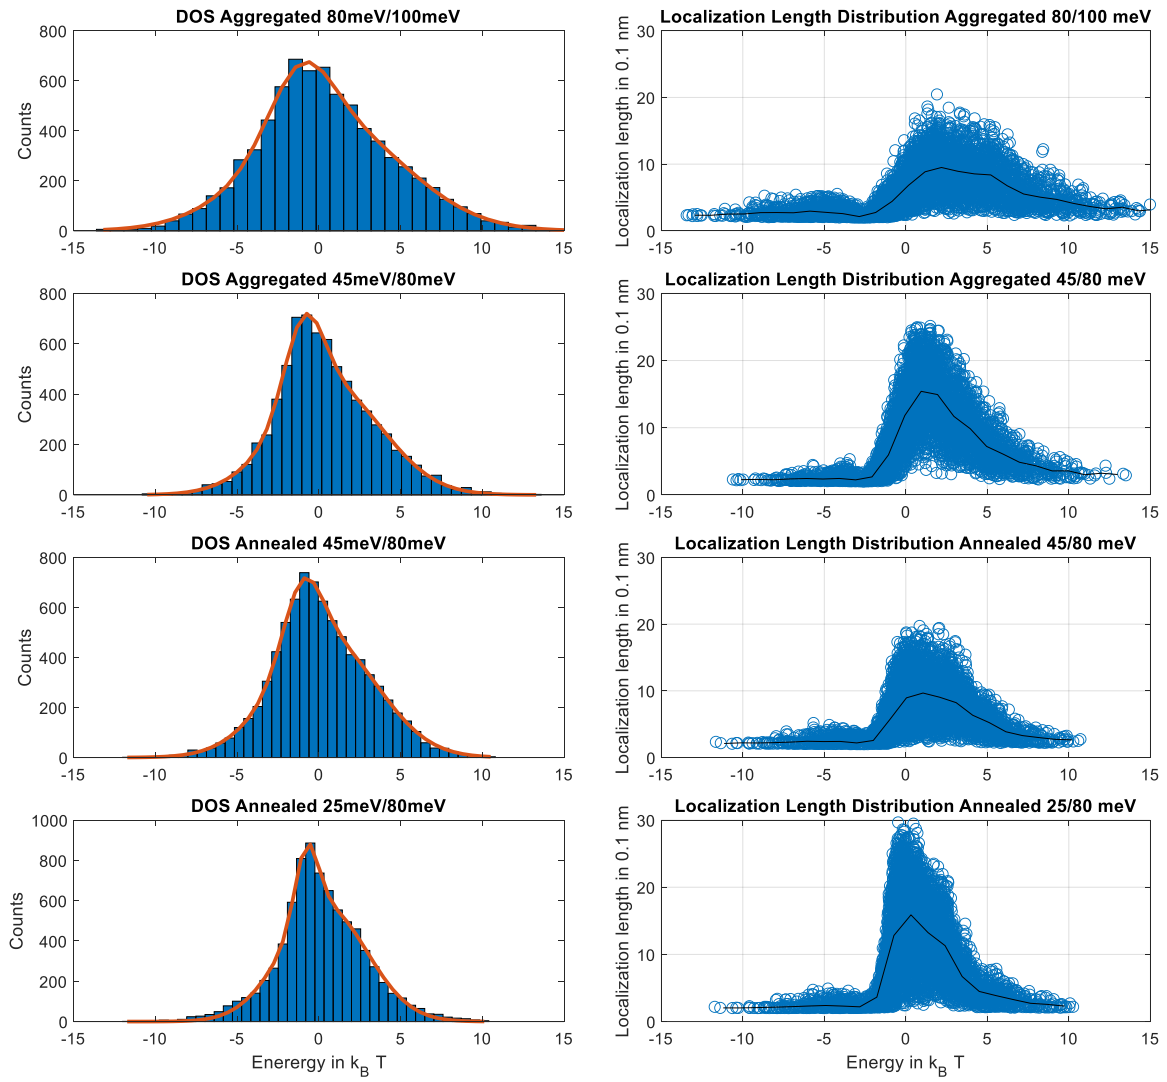 DOS Aggregated 80meV/100meV
800
600
400
200
0
Counts
-15 -10 -5 0 5 10 15
Localization Length Distribution Aggregated 80/100 meV
30
20
10
0
Localization length in 0.1 nm
-15 -10 -5 0 5 10 15
DOS Aggregated 45meV/80meV
800
600
400
200
0
Counts
-15 -10 -5 0 5 10 15
Localization Length Distribution Aggregated 45/80 meV
30
20
10
0
Localization length in 0.1 nm
-15 -10 -5 0 5 10 15
DOS Annealed 45meV/80meV
800
600
400
200
0
Counts
-15 -10 -5 0 5 10 15
Localization Length Distribution Annealed 45/80 meV
30
20
10
0
Localization length in 0.1 nm
-15 -10 -5 0 5 10 15
DOS Annealed 25meV/80meV
1000
800
600
400
200
0
Counts
-15 -10 -5 0 5 10 15
Enerergy in k_B T
Localization Length Distribution Annealed 25/80 meV
30
20
10
0
Localization length in 0.1 nm
-15 -10 -5 0 5 10 15
Energy in k_B T